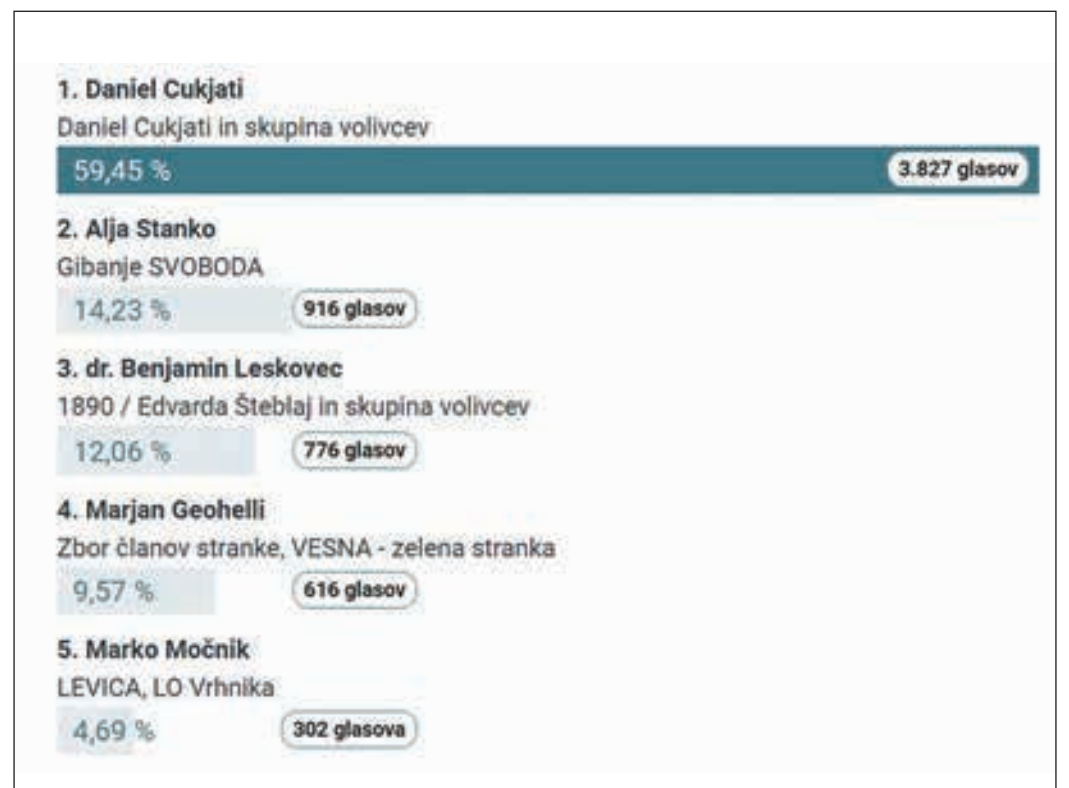 1. Daniel Cukjati
Daniel Cukjati in skupina volivcev
59,45 %
3.827 glasov
2. Alja Stanko
Gibanje SVOBODA
14,23 %
916 glasov
3. dr. Benjamin Leskovec
1890 / Edvarda Šteblaj in skupina volivcev
12,06 %
776 glasov
4. Marjan Geohelli
Zbor članov stranke, VESNA - zelena stranka
9,57 %
616 glasov
5. Marko Močnik
LEVICA, LO Vrhnika
4,69 %
302 glasova